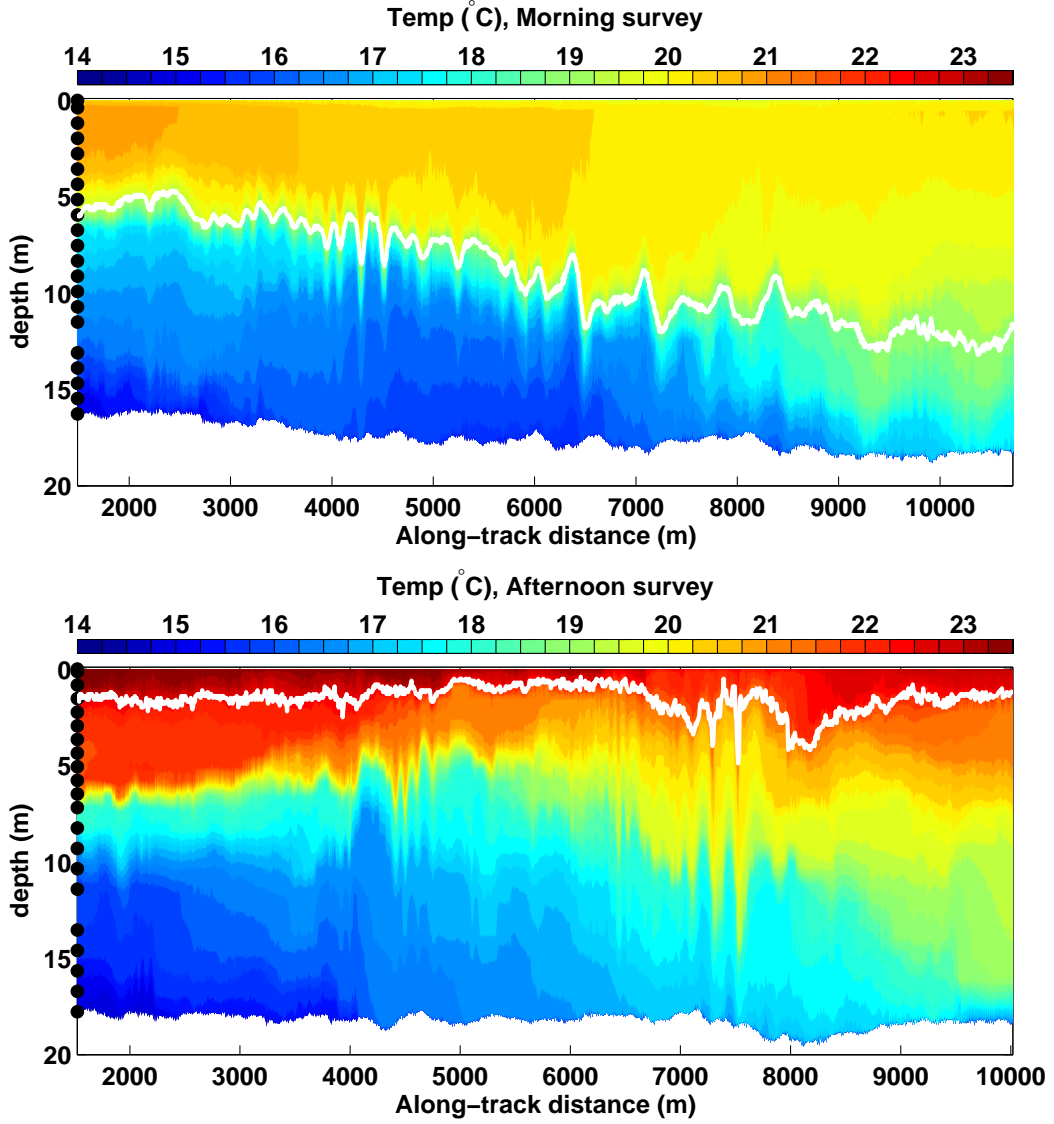 Temp (°C), Morning survey
14 15 16 17 18 19 20 21 22 23
0
5
10
15
20
depth (m)
2000 3000 4000 5000 6000 7000 8000 9000 10000
Along−track distance (m)
Temp (°C), Afternoon survey
14 15 16 17 18 19 20 21 22 23
0
5
10
15
20
depth (m)
2000 3000 4000 5000 6000 7000 8000 9000 10000
Along−track distance (m)